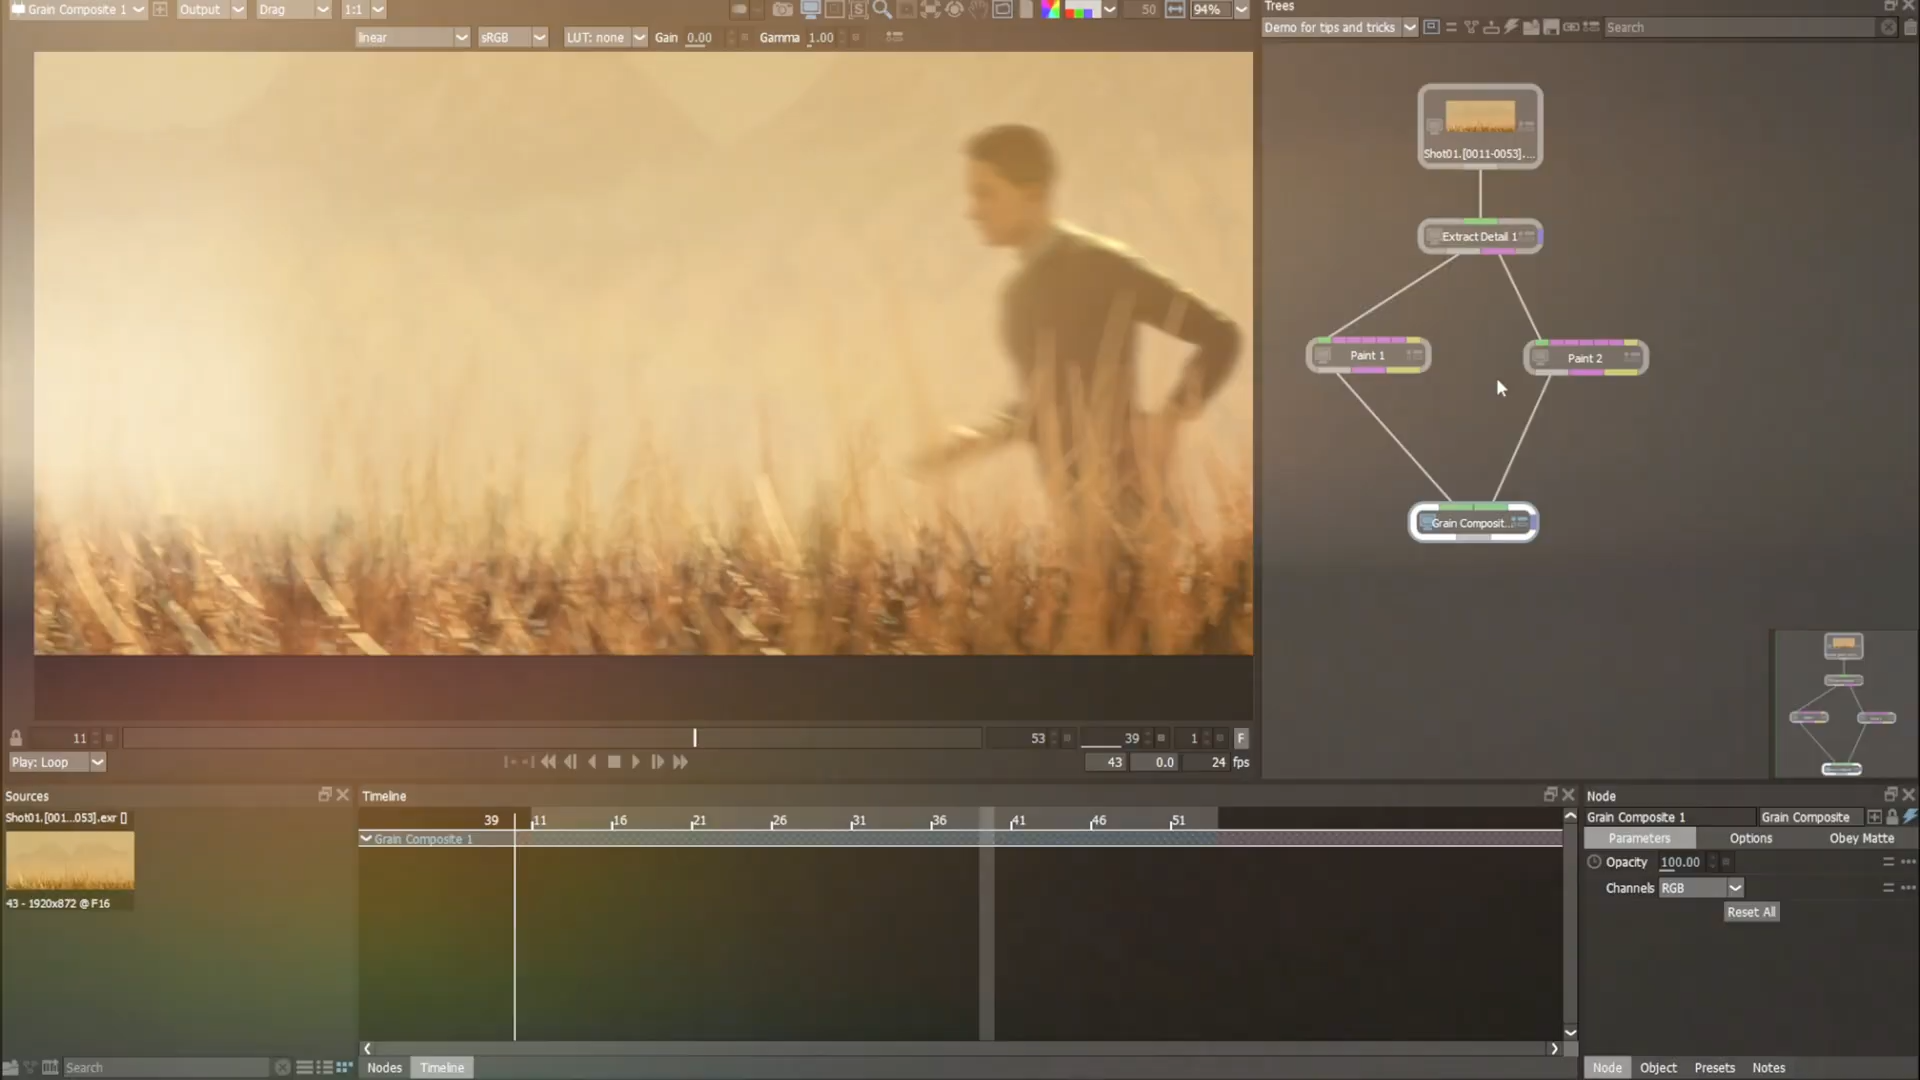 Grain Composite 1
Output
Drag
1:1
50
94%
linear
sRGB
LUT: none
Gain 0.00
Gamma 1.00
Trees
Demo for tips and tricks
Search
Shot01.[0011-0053]....
Extract Detail 1
Paint 1
Paint 2
Grain Composit...
11
53
39
1
F
Play: Loop
43
0.0
24 fps
Sources
Shot01.[001...053].exr []
43 - 1920x872 @ F16
Search
Timeline
39
11
16
21
26
31
36
41
46
51
Grain Composite 1
Nodes
Timeline
Node
Grain Composite 1
Grain Composite
Parameters
Options
Obey Matte
Opacity 100.00
Channels RGB
Reset All
Node
Object
Presets
Notes